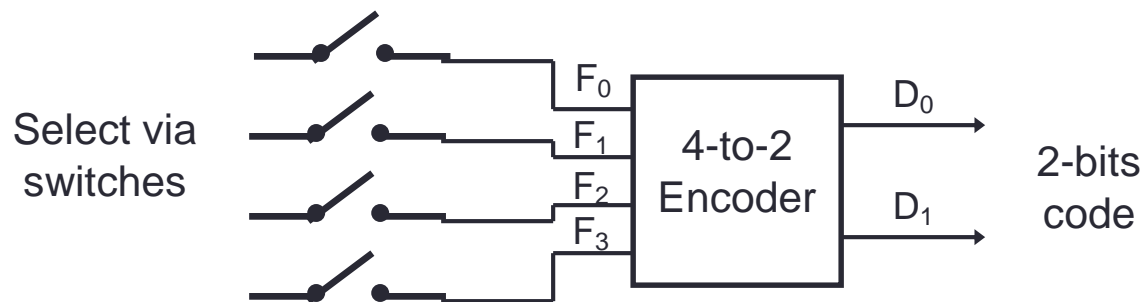 Select via
switches
F₀
F₁
F₂
F₃
4-to-2
Encoder
D₀
D₁
2-bits
code